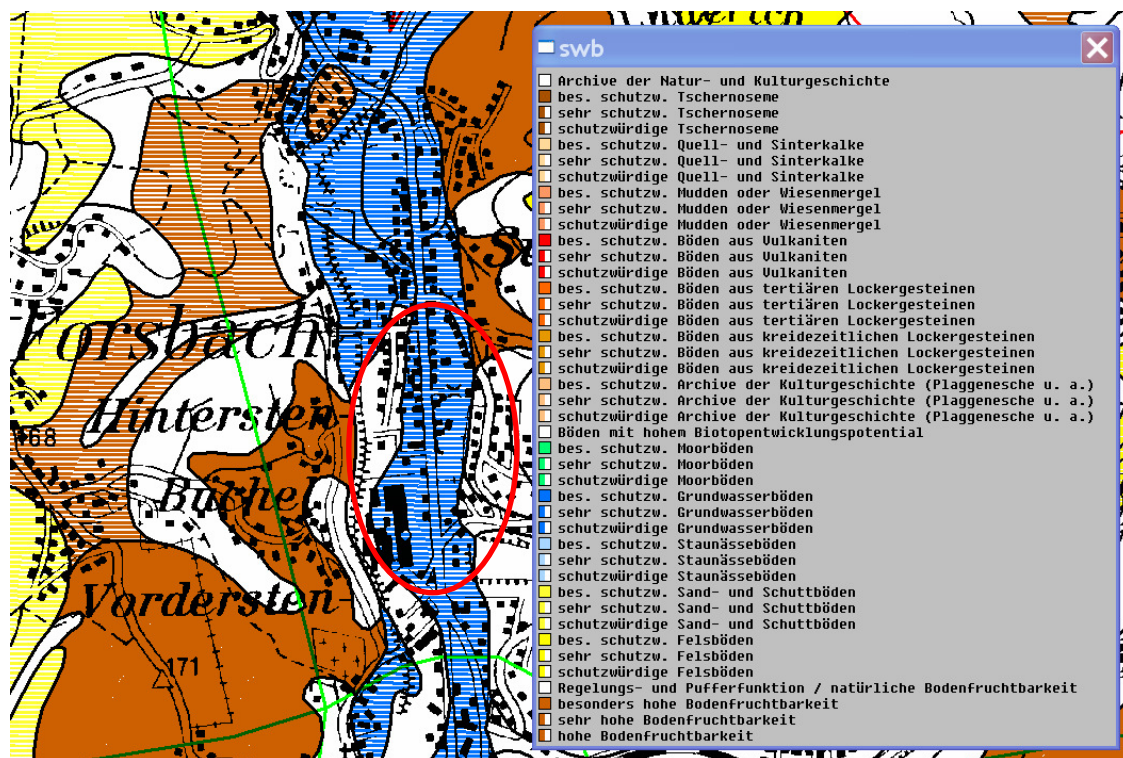 swb
Archive der Natur- und Kulturgeschichte
bes. schutzw. Tschernoseme
sehr schutzw. Tschernoseme
schutzwürdige Tschernoseme
bes. schutzw. Quell- und Sinterkalke
sehr schutzw. Quell- und Sinterkalke
schutzwürdige Quell- und Sinterkalke
bes. schutzw. Mudden oder Wiesenmergel
sehr schutzw. Mudden oder Wiesenmergel
schutzwürdige Mudden oder Wiesenmergel
bes. schutzw. Böden aus Vulkaniten
sehr schutzw. Böden aus Vulkaniten
schutzwürdige Böden aus Vulkaniten
bes. schutzw. Böden aus tertiären Lockergesteinen
sehr schutzw. Böden aus tertiären Lockergesteinen
schutzwürdige Böden aus tertiären Lockergesteinen
bes. schutzw. Böden aus kreidezeitlichen Lockergesteinen
sehr schutzw. Böden aus kreidezeitlichen Lockergesteinen
schutzwürdige Böden aus kreidezeitlichen Lockergesteinen
bes. schutzw. Archive der Kulturgeschichte (Plaggenesche u. a.)
sehr schutzw. Archive der Kulturgeschichte (Plaggenesche u. a.)
schutzwürdige Archive der Kulturgeschichte (Plaggenesche u. a.)
Böden mit hohem Biotopentwicklungspotential
bes. schutzw. Moorböden
sehr schutzw. Moorböden
schutzwürdige Moorböden
bes. schutzw. Grundwasserböden
sehr schutzw. Grundwasserböden
schutzwürdige Grundwasserböden
bes. schutzw. Staunässeböden
sehr schutzw. Staunässeböden
schutzwürdige Staunässeböden
bes. schutzw. Sand- und Schuttböden
sehr schutzw. Sand- und Schuttböden
schutzwürdige Sand- und Schuttböden
bes. schutzw. Felsböden
sehr schutzw. Felsböden
schutzwürdige Felsböden
Regelungs- und Pufferfunktion / natürliche Bodenfruchtbarkeit
besonders hohe Bodenfruchtbarkeit
sehr hohe Bodenfruchtbarkeit
hohe Bodenfruchtbarkeit
Forsbach
Hintersten-
Büchel
Vordersten-
171